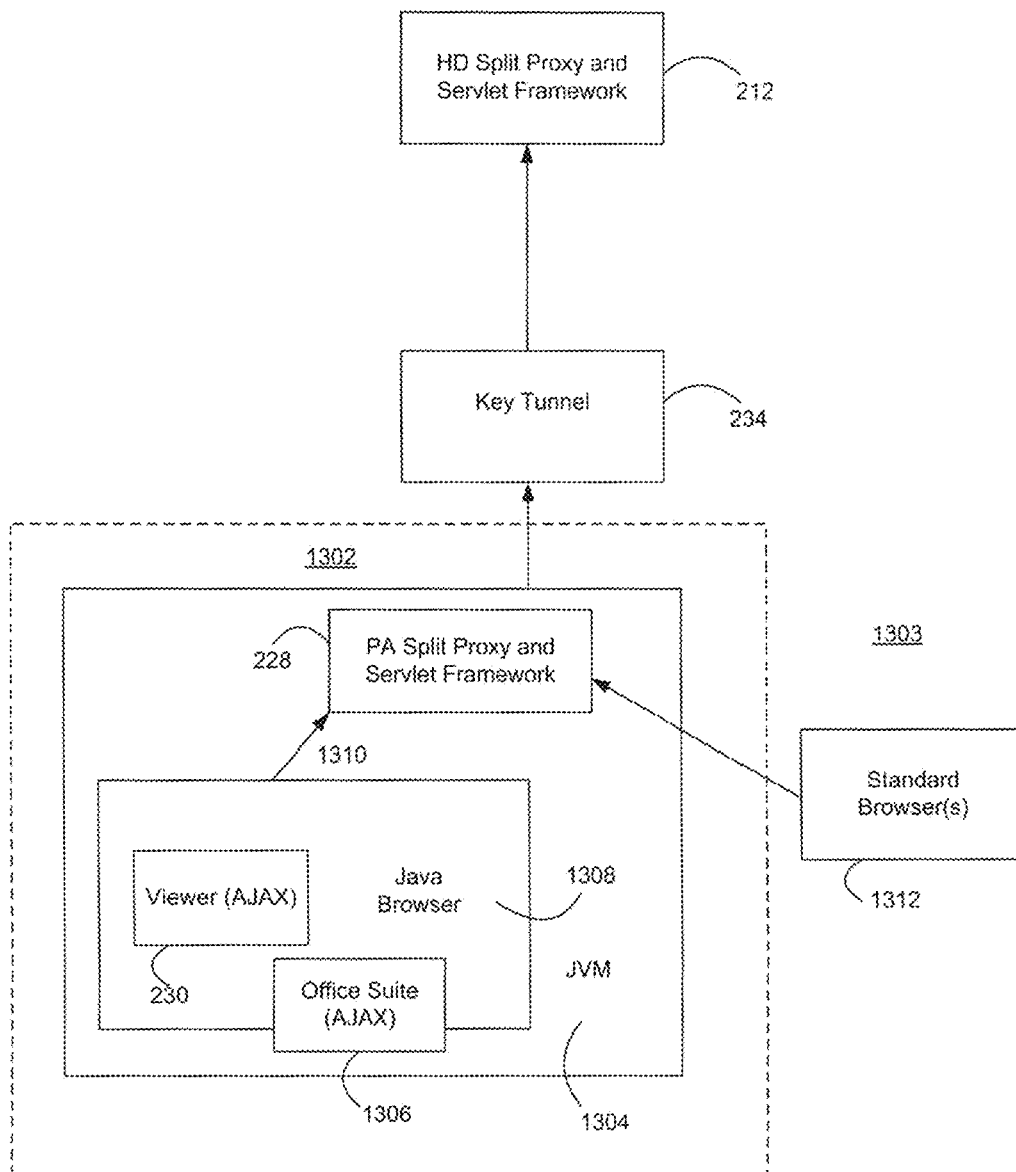 HD Split Proxy and
Servlet Framework
212
Key Tunnel
234
1302
1303
PA Split Proxy and
Servlet Framework
228
1310
Standard
Browser(s)
1312
Java
Browser
1308
Viewer (AJAX)
230
Office Suite
(AJAX)
JVM
1306
1304